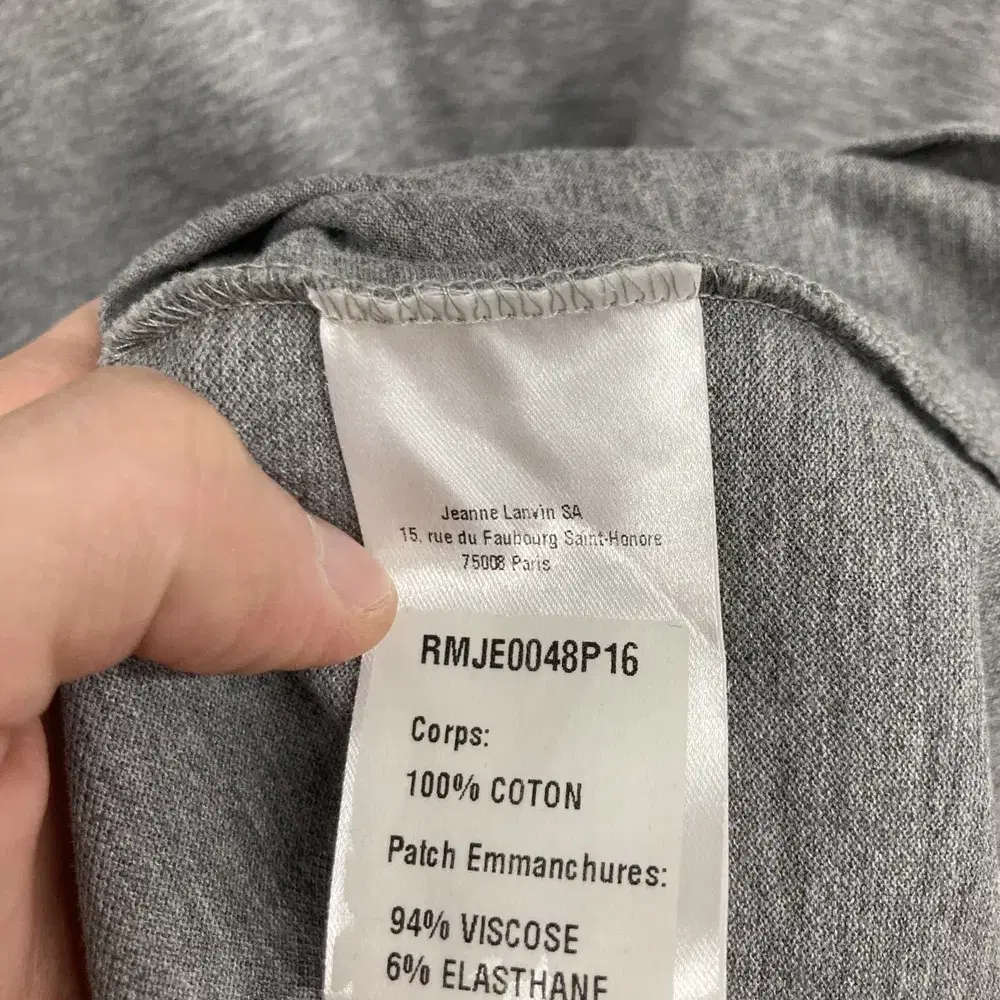 Jeanne Lanvin SA
15, rue du Faubourg Saint-Honore
75008 Paris
RMJE0048P16
Corps:
100% COTON
Patch Emmanchures:
94% VISCOSE
6% ELASTHANE